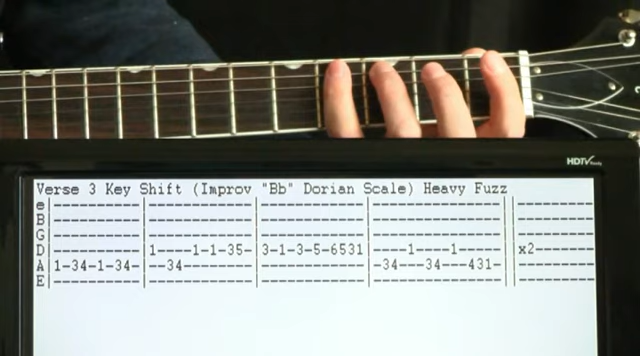 HDTV Ready
Verse 3 Key Shift (Improv "Bb" Dorian Scale) Heavy Fuzz
e|---------|-----------|-----------|--------------||--------
B|---------|-----------|-----------|--------------||--------
G|---------|-----------|-----------|--------------||--------
D|---------|1----1-1-35-|3-1-3-5-6531|----1----1-----||x2------
A|1-34-1-34-|--34-------|-----------|-34---34---431-||--------
E|---------|-----------|-----------|--------------||--------